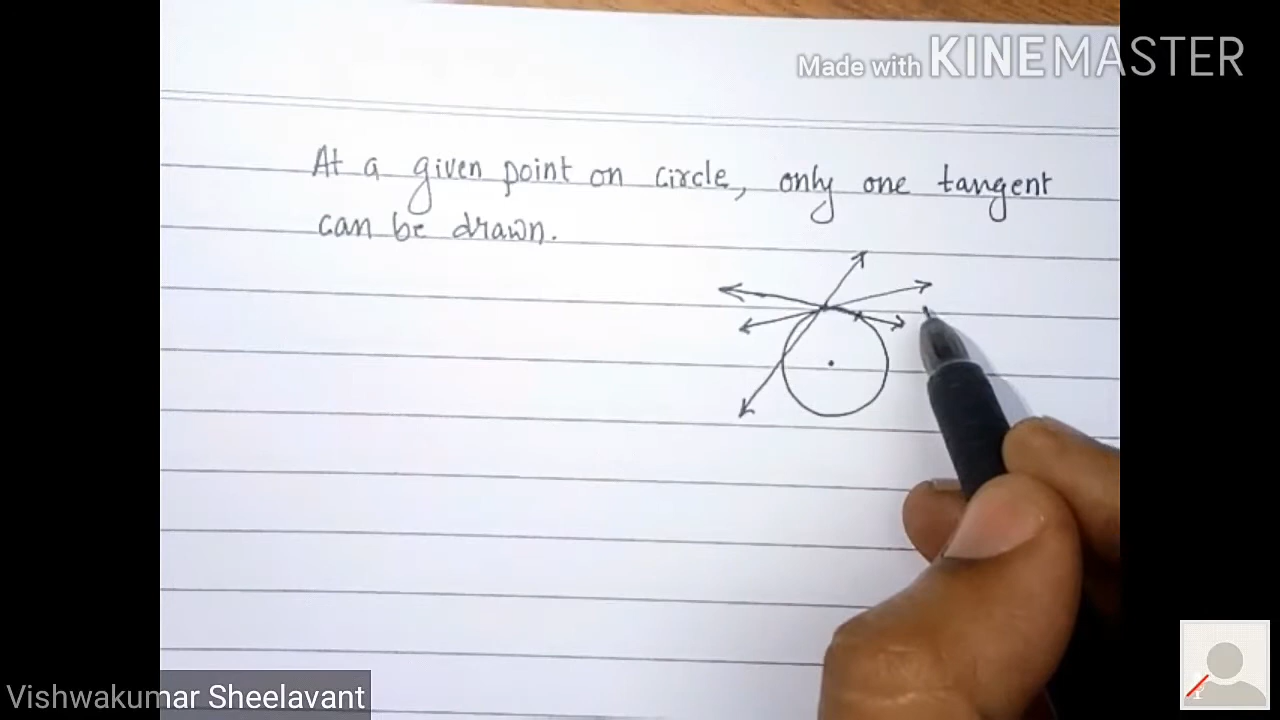 Made with KINEMASTER
At a given point on circle, only one tangent
can be drawn.
Vishwakumar Sheelavant